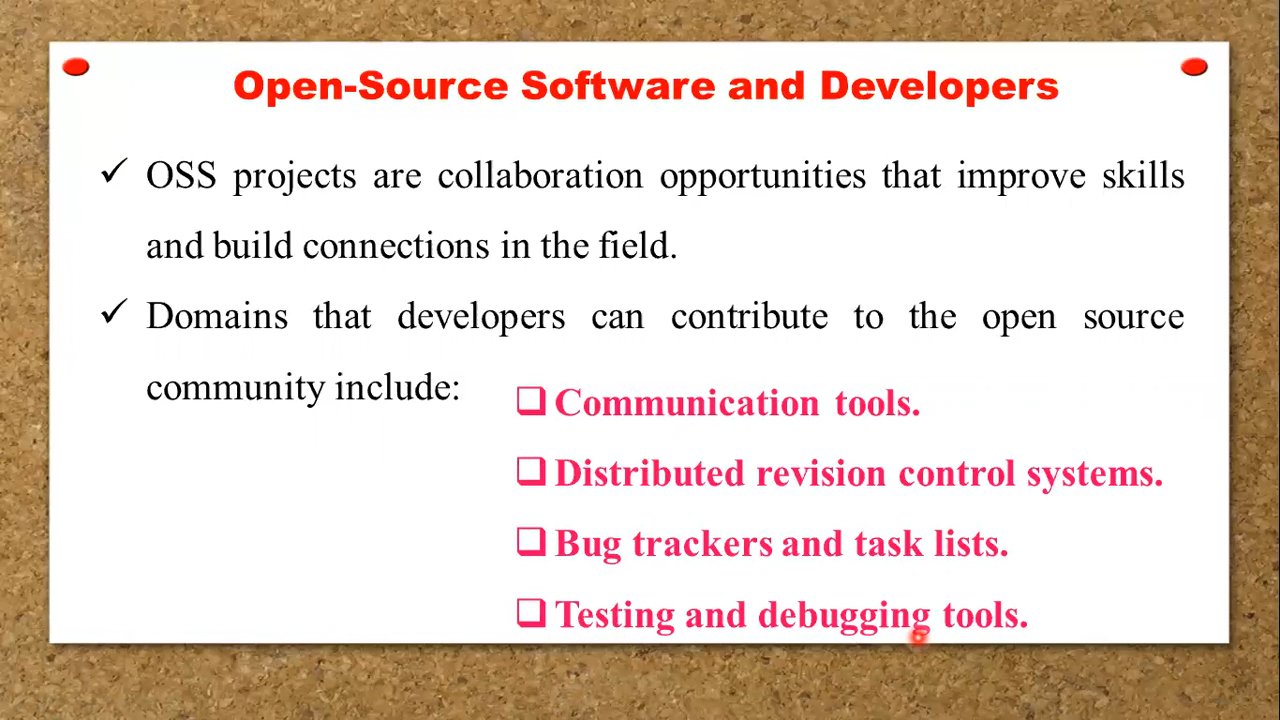 Open-Source Software and Developers
✓ OSS projects are collaboration opportunities that improve skills
and build connections in the field.
✓ Domains that developers can contribute to the open source
community include:
❑ Communication tools.
❑ Distributed revision control systems.
❑ Bug trackers and task lists.
❑ Testing and debugging tools.